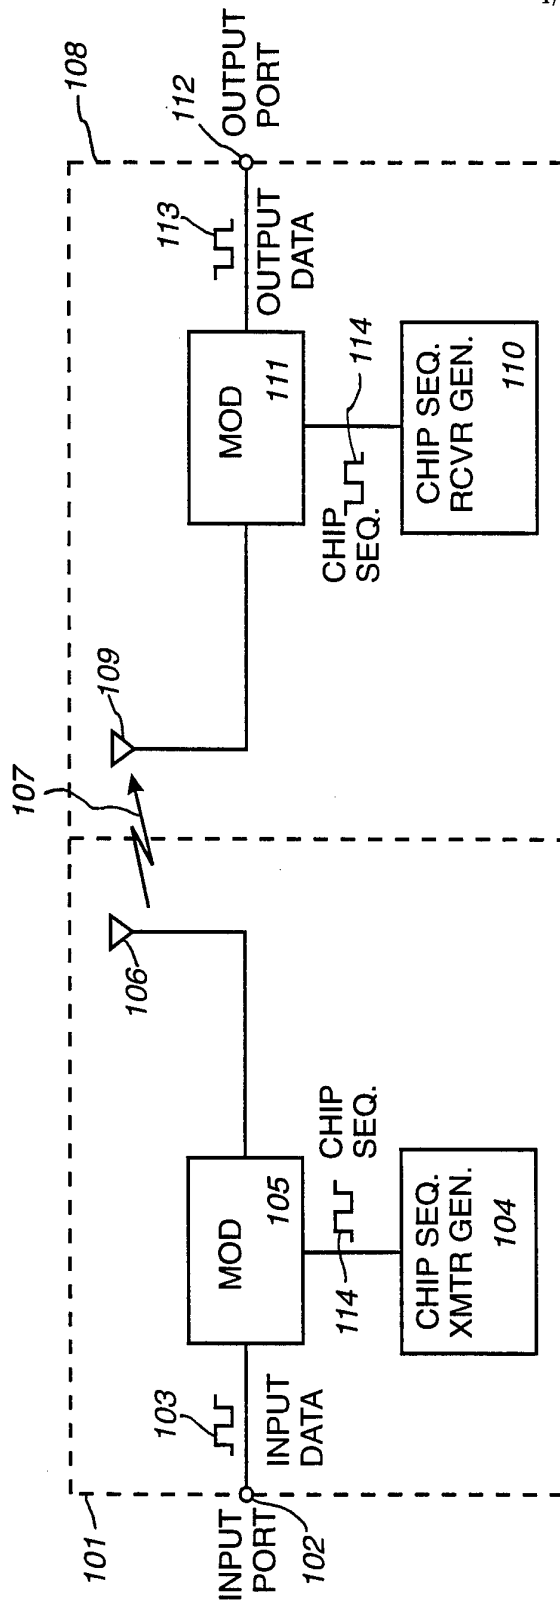 101
INPUT
PORT
102
103
INPUT
DATA
MOD
105
114
CHIP
SEQ.
CHIP SEQ.
XMTR GEN.
104
106
107
109
MOD
111
CHIP
SEQ.
114
CHIP SEQ.
RCVR GEN.
110
113
OUTPUT
DATA
112
OUTPUT
PORT
108